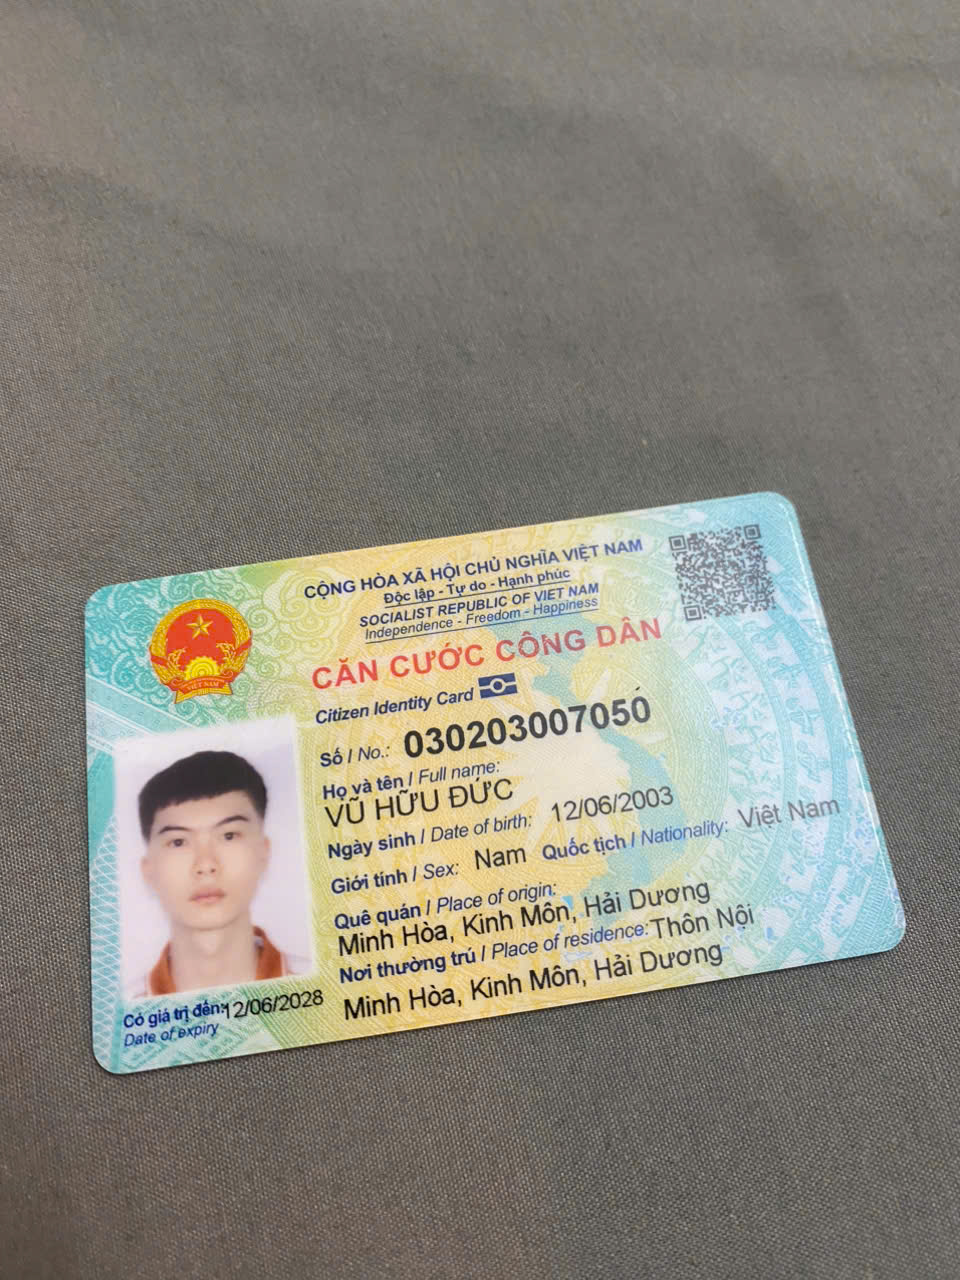 CỘNG HÒA XÃ HỘI CHỦ NGHĨA VIỆT NAM
Độc lập - Tự do - Hạnh phúc
SOCIALIST REPUBLIC OF VIET NAM
Independence - Freedom - Happiness
CĂN CƯỚC CÔNG DÂN
Citizen Identity Card
Số / No.: 030203007050
Họ và tên / Full name:
VŨ HỮU ĐỨC
Ngày sinh / Date of birth: 12/06/2003
Giới tính / Sex: Nam Quốc tịch / Nationality: Việt Nam
Quê quán / Place of origin:
Minh Hòa, Kinh Môn, Hải Dương
Nơi thường trú / Place of residence: Thôn Nội
Minh Hòa, Kinh Môn, Hải Dương
Có giá trị đến: 12/06/2028
Date of expiry
VIỆT NAM